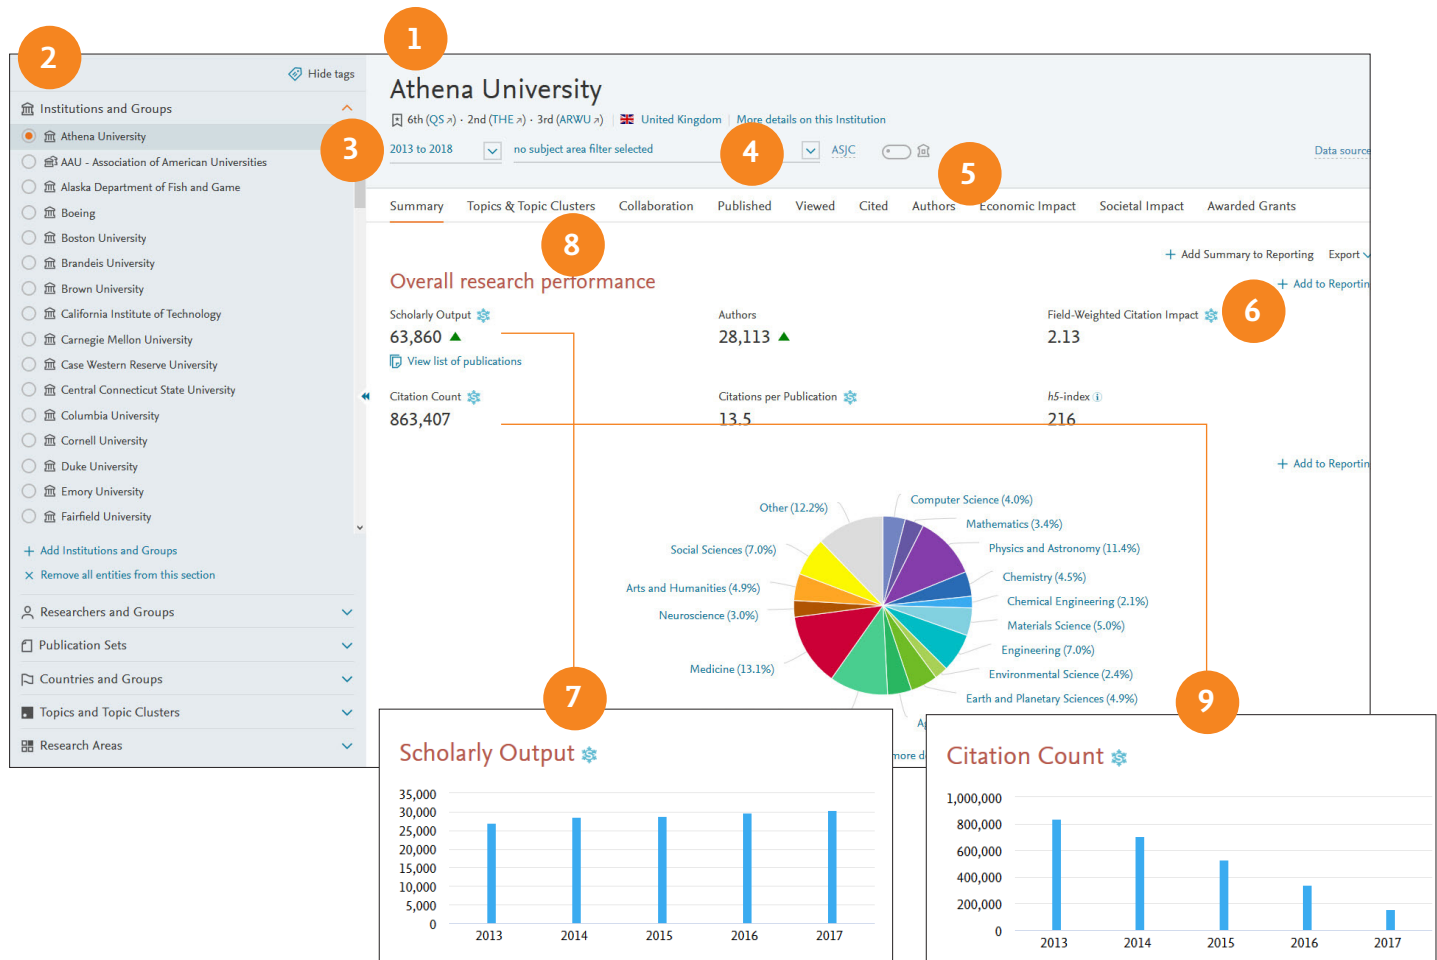 1
2
Hide tags
Institutions and Groups
Athena University
AAU - Association of American Universities
Alaska Department of Fish and Game
Boeing
Boston University
Brandeis University
Brown University
California Institute of Technology
Carnegie Mellon University
Case Western Reserve University
Central Connecticut State University
Columbia University
Cornell University
Duke University
Emory University
Fairfield University
+ Add Institutions and Groups
× Remove all entities from this section
Researchers and Groups
Publication Sets
Countries and Groups
Topics and Topic Clusters
Research Areas
Athena University
6th (QS ↗) · 2nd (THE ↗) · 3rd (ARWU ↗) | United Kingdom | More details on this Institution
3
2013 to 2018
no subject area filter selected
4
ASJC
5
Data source
Summary Topics & Topic Clusters Collaboration Published Viewed Cited Authors Economic Impact Societal Impact Awarded Grants
8
+ Add Summary to Reporting Export
Overall research performance
+ Add to Reportin
6
Scholarly Output
63,860
View list of publications
Authors
28,113
Field-Weighted Citation Impact
2.13
Citation Count
863,407
Citations per Publication
13.5
h5-index
216
+ Add to Reportin
Other (12.2%)
Social Sciences (7.0%)
Arts and Humanities (4.9%)
Neuroscience (3.0%)
Medicine (13.1%)
Computer Science (4.0%)
Mathematics (3.4%)
Physics and Astronomy (11.4%)
Chemistry (4.5%)
Chemical Engineering (2.1%)
Materials Science (5.0%)
Engineering (7.0%)
Environmental Science (2.4%)
Earth and Planetary Sciences (4.9%)
more d
7
Scholarly Output
35,000
30,000
25,000
20,000
15,000
10,000
5,000
0
2013 2014 2015 2016 2017
9
Citation Count
1,000,000
800,000
600,000
400,000
200,000
0
2013 2014 2015 2016 2017